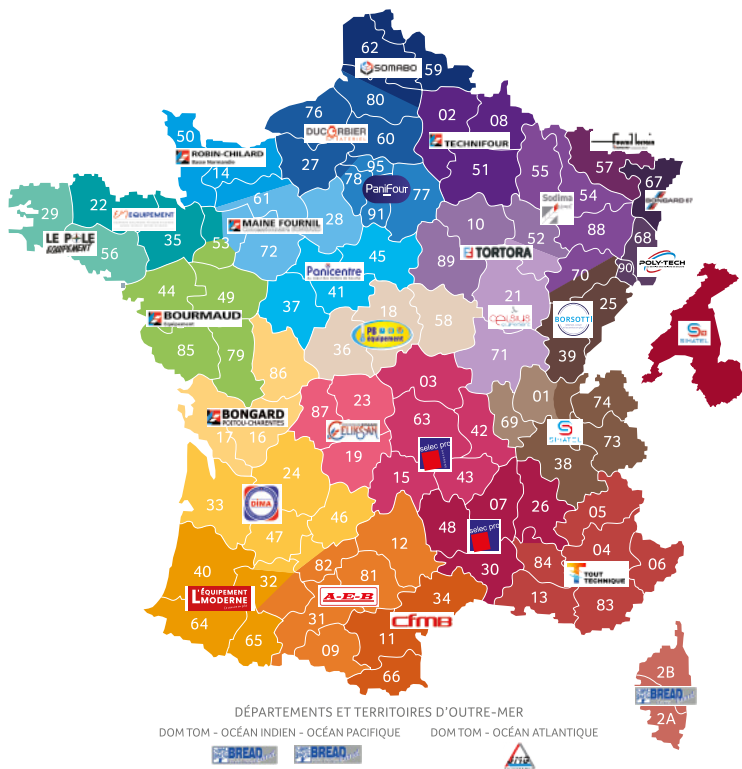 62
SOMABO
59
76
80
02
08
50
DUCORBIER
MATÉRIEL
60
TECHNIFOUR
ROBIN-CHILARD
Basse Normandie
14
27
95
78
PaniFour
77
91
51
55
57
67
BONGARD 67
54
Sodima
88
68
29
22
EQUIPEMENT
35
LE P+LE
EQUIPEMENT
56
53
61
MAINE FOURNIL
28
72
Panicentre
45
10
52
TORTORA
89
70
90
POLY-TECH
44
49
BOURMAUD
Equipement
37
41
21
25
BORSOTTI
SIMATEL
85
79
18
58
PB
équipement
36
71
39
86
03
01
74
BONGARD
POITOU-CHARENTES
17
16
87
23
CELIKSAN
63
42
69
SIMATEL
73
selec pro
38
19
24
15
43
33
DIMA
46
07
26
48
selec pro
05
47
12
30
04
06
40
32
82
81
84
TOUT
TECHNIQUE
L'ÉQUIPEMENT
MODERNE
A-E-B
34
13
83
64
65
31
cfmb
09
11
66
2B
BREAD
2A
DÉPARTEMENTS ET TERRITOIRES D'OUTRE-MER
DOM TOM - OCÉAN INDIEN - OCÉAN PACIFIQUE
DOM TOM - OCÉAN ATLANTIQUE
BREAD
BREAD